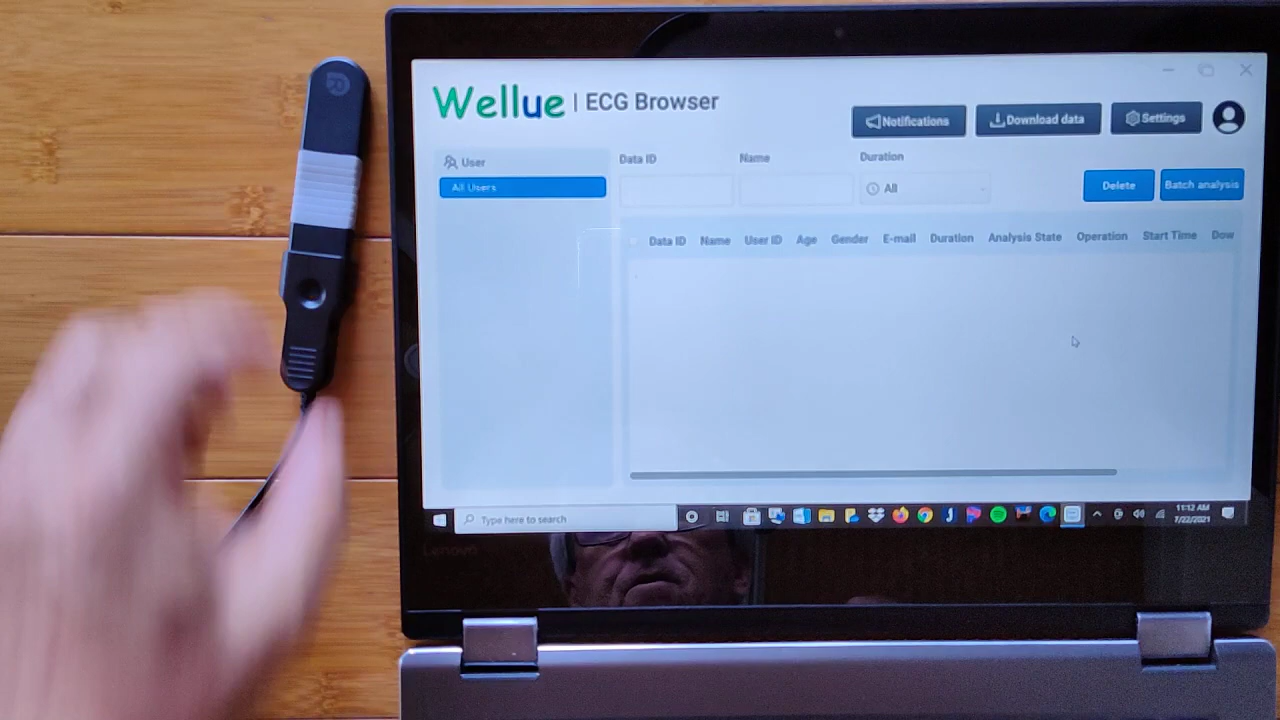 Wellue | ECG Browser
Notifications
Download data
Settings
User
All Users
Data ID
Name
Duration
All
Delete
Batch analysis
Data ID Name User ID Age Gender E-mail Duration Analysis State Operation Start Time Dow
Type here to search
11:12 AM
7/22/2021
Lenovo